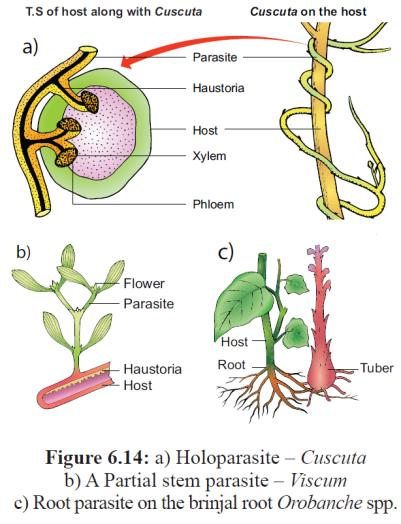 T.S of host along with Cuscuta
Cuscuta on the host
a)
Parasite
Haustoria
Host
Xylem
Phloem
b)
Flower
Parasite
Haustoria
Host
c)
Host
Root
Tuber
Figure 6.14: a) Holoparasite – Cuscuta
b) A Partial stem parasite – Viscum
c) Root parasite on the brinjal root Orobanche spp.